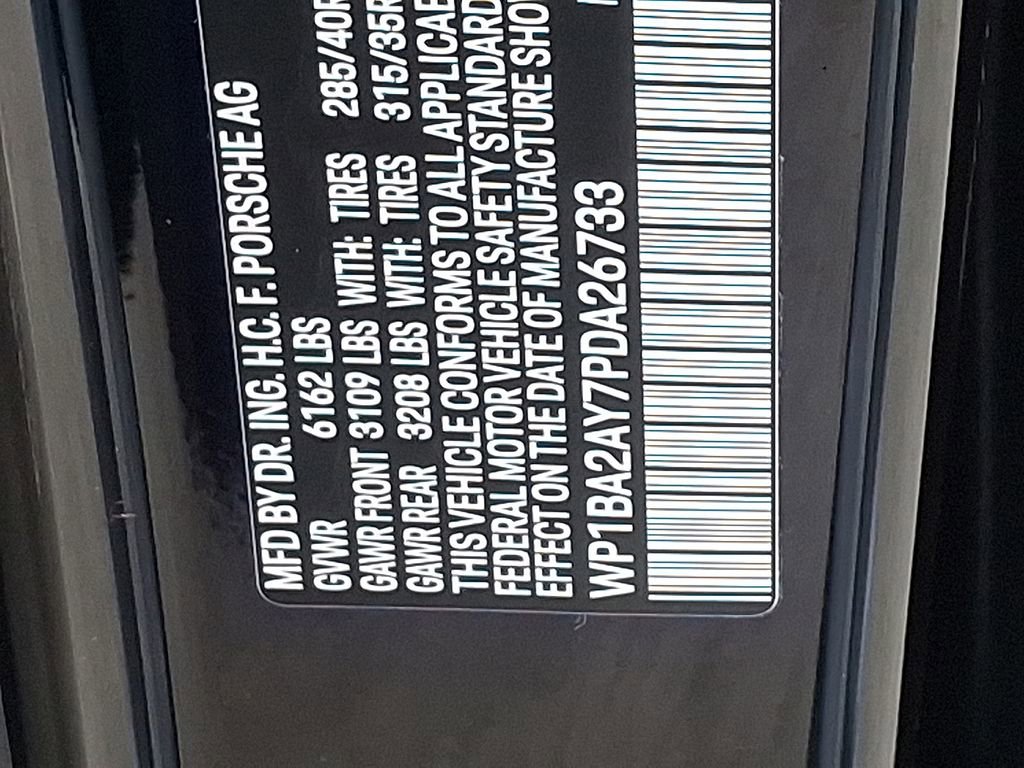 MFD BY DR. ING. H.C. F. PORSCHE AG
GVWR 6162 LBS
GAWR FRONT 3109 LBS WITH: TIRES 285/40R
GAWR REAR 3208 LBS WITH: TIRES 315/35R
THIS VEHICLE CONFORMS TO ALL APPLICABL
FEDERAL MOTOR VEHICLE SAFETY STANDARD
EFFECT ON THE DATE OF MANUFACTURE SHOW
WP1BA2AY7PDA26733